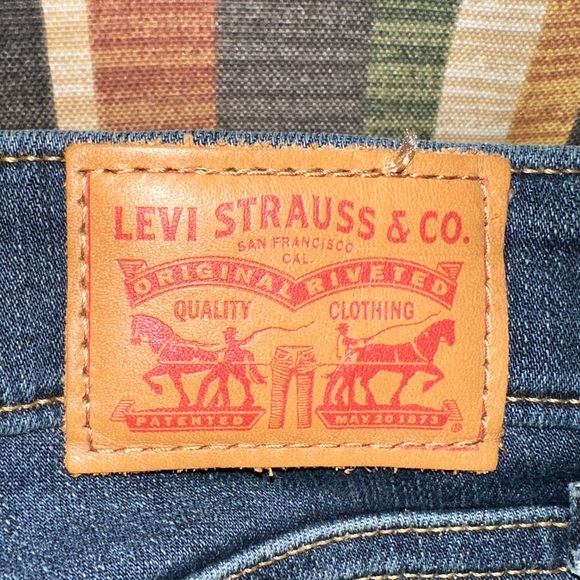 LEVI STRAUSS & CO.
SAN FRANCISCO
CAL.
ORIGINAL RIVETED
QUALITY CLOTHING
PATENTED MAY 20 1873 ®